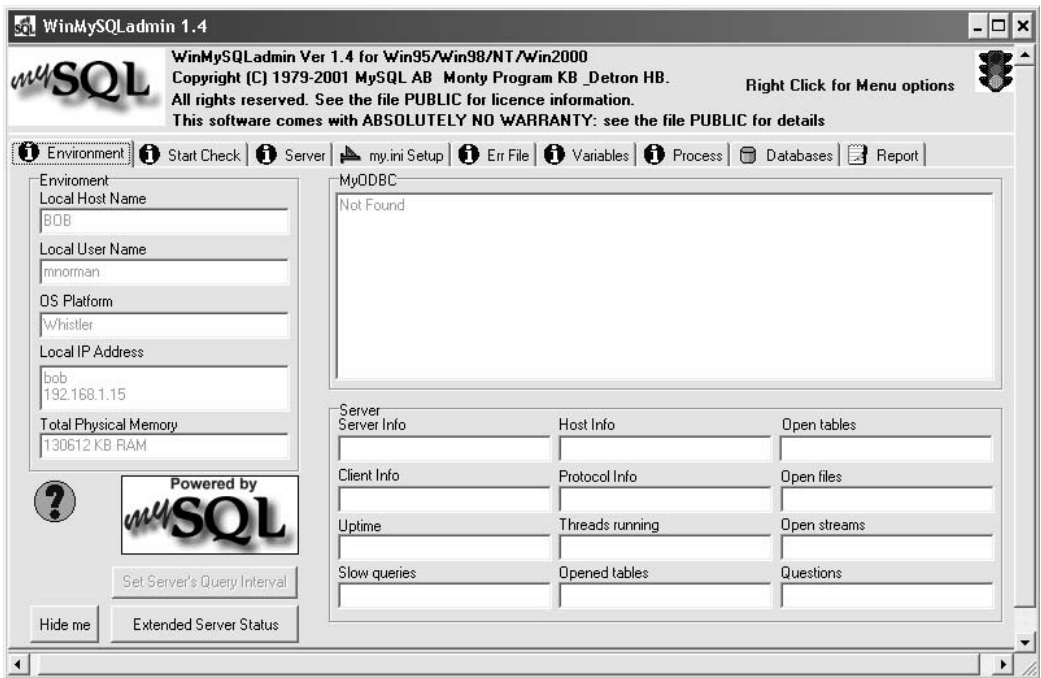 WinMySQLadmin 1.4
mySQL
WinMySQLadmin Ver 1.4 for Win95/Win98/NT/Win2000
Copyright (C) 1979-2001 MySQL AB Monty Program KB _Detron HB.
All rights reserved. See the file PUBLIC for licence information.
This software comes with ABSOLUTELY NO WARRANTY: see the file PUBLIC for details
Right Click for Menu options
Environment Start Check Server my.ini Setup Err File Variables Process Databases Report
Enviroment
Local Host Name
BOB
Local User Name
mnorman
OS Platform
Whistler
Local IP Address
bob
192.168.1.15
Total Physical Memory
130612 KB RAM
Powered by
mySQL
Set Server's Query Interval
Hide me Extended Server Status
MyODBC
Not Found
Server
Server Info Host Info Open tables
Client Info Protocol Info Open files
Uptime Threads running Open streams
Slow queries Opened tables Questions